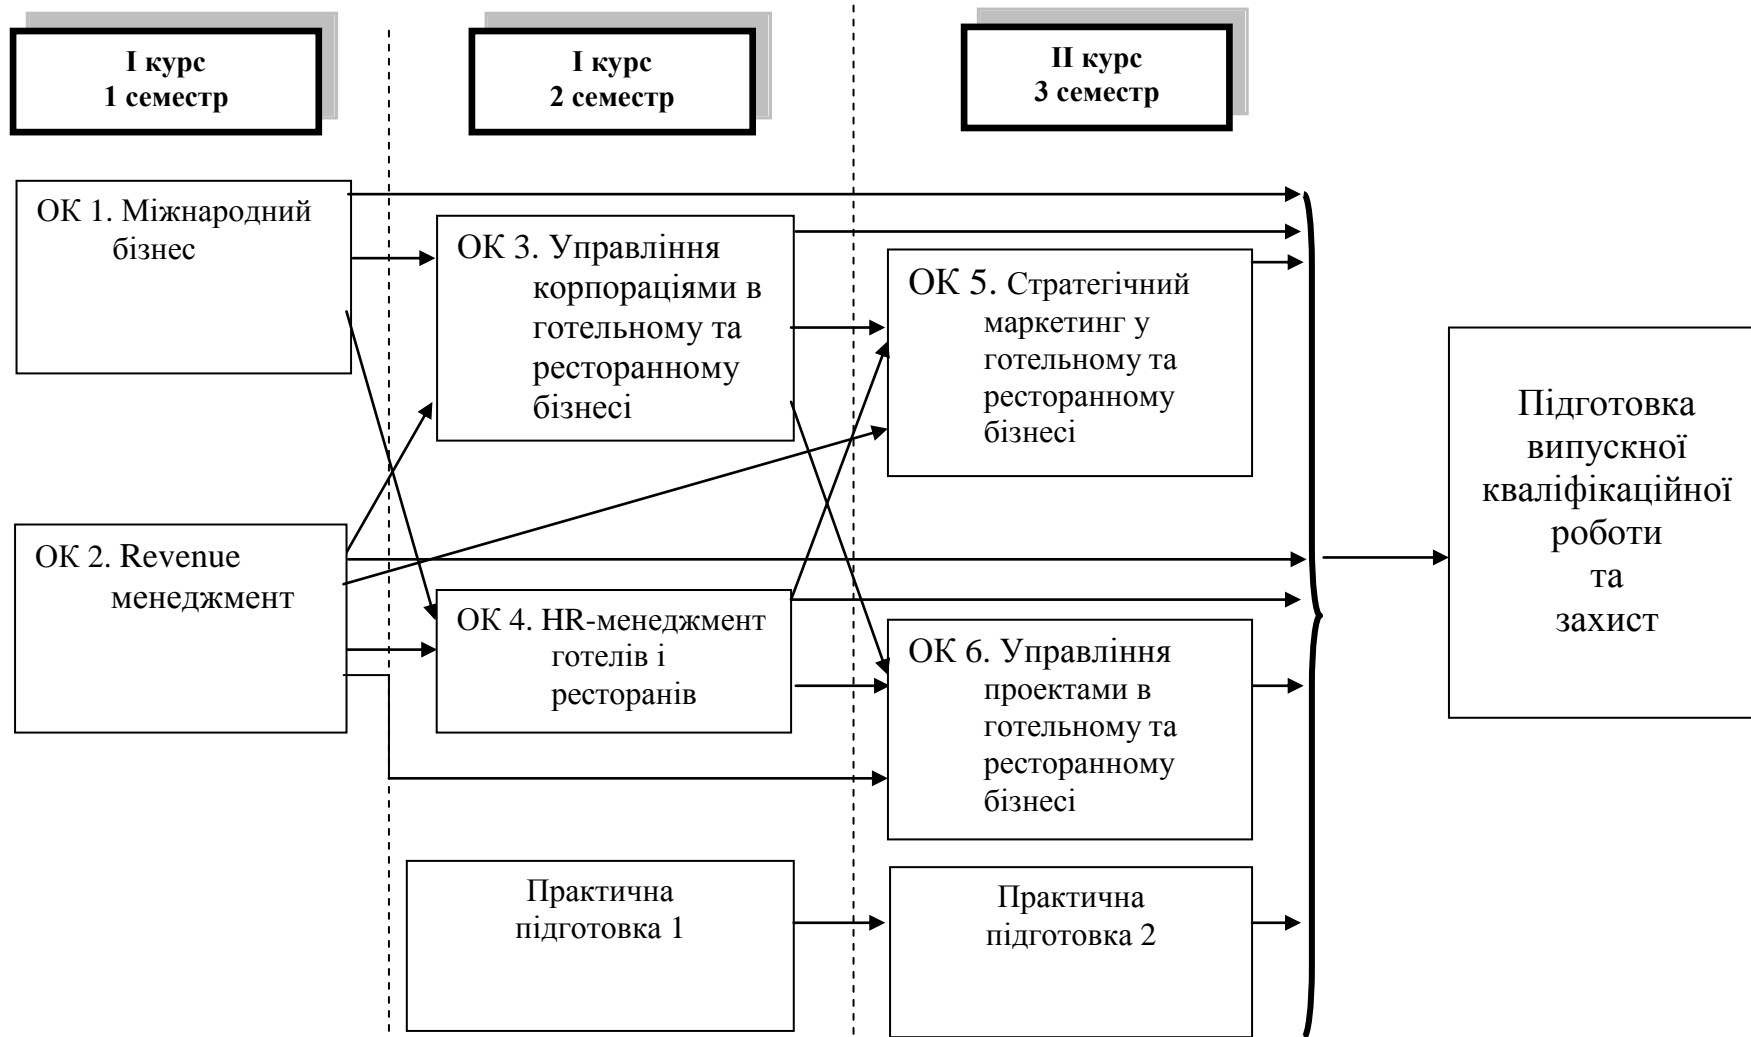 І курс
1 семестр
І курс
2 семестр
ІІ курс
3 семестр
ОК 1. Міжнародний
бізнес
ОК 2. Revenue
менеджмент
ОК 3. Управління
корпораціями в
готельному та
ресторанному
бізнесі
ОК 4. HR-менеджмент
готелів і
ресторанів
Практична
підготовка 1
ОК 5. Стратегічний
маркетинг у
готельному та
ресторанному
бізнесі
ОК 6. Управління
проектами в
готельному та
ресторанному
бізнесі
Практична
підготовка 2
Підготовка
випускної
кваліфікаційної
роботи
та
захист